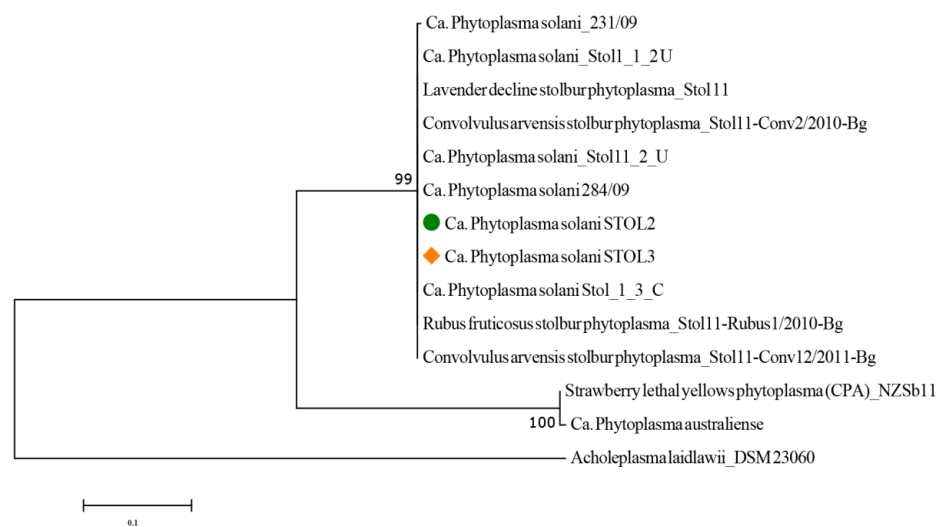 Ca. Phytoplasma solani_231/09
Ca. Phytoplasma solani_Stol1_1_2U
Lavender decline stolbur phytoplasma_Stol11
Convolvulus arvensis stolbur phytoplasma_Stol11-Conv2/2010-Bg
Ca. Phytoplasma solani_Stol11_2_U
99
Ca. Phytoplasma solani 284/09
Ca. Phytoplasma solani STOL2
Ca. Phytoplasma solani STOL3
Ca. Phytoplasma solani Stol_1_3_C
Rubus fruticosus stolbur phytoplasma_Stol11-Rubus1/2010-Bg
Convolvulus arvensis stolbur phytoplasma_Stol11-Conv12/2011-Bg
Strawberry lethal yellows phytoplasma (CPA)_NZSb11
100
Ca. Phytoplasma australiense
Acholeplasma laidlawii_DSM 23060
0.1